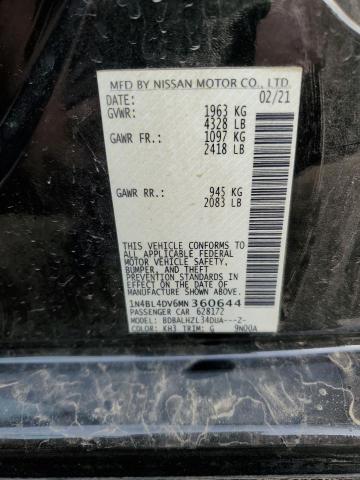 MFD BY NISSAN MOTOR CO., LTD
DATE: 02/21
GVWR: 1963 KG
4328 LB
GAWR FR.: 1097 KG
2418 LB
GAWR RR.: 945 KG
2083 LB
THIS VEHICLE CONFORMS TO
ALL APPLICABLE FEDERAL
MOTOR VEHICLE SAFETY,
BUMPER, AND THEFT
PREVENTION STANDARDS
IN EFFECT ON THE DATE OF
MANUFACTURE SHOWN ABOVE.
1N4BL4DV6MN360644
PASSENGER CAR 628172
MODEL: BDBALHZL34DUA---Z-
COLOR: KH3 TRIM: G 9N00A